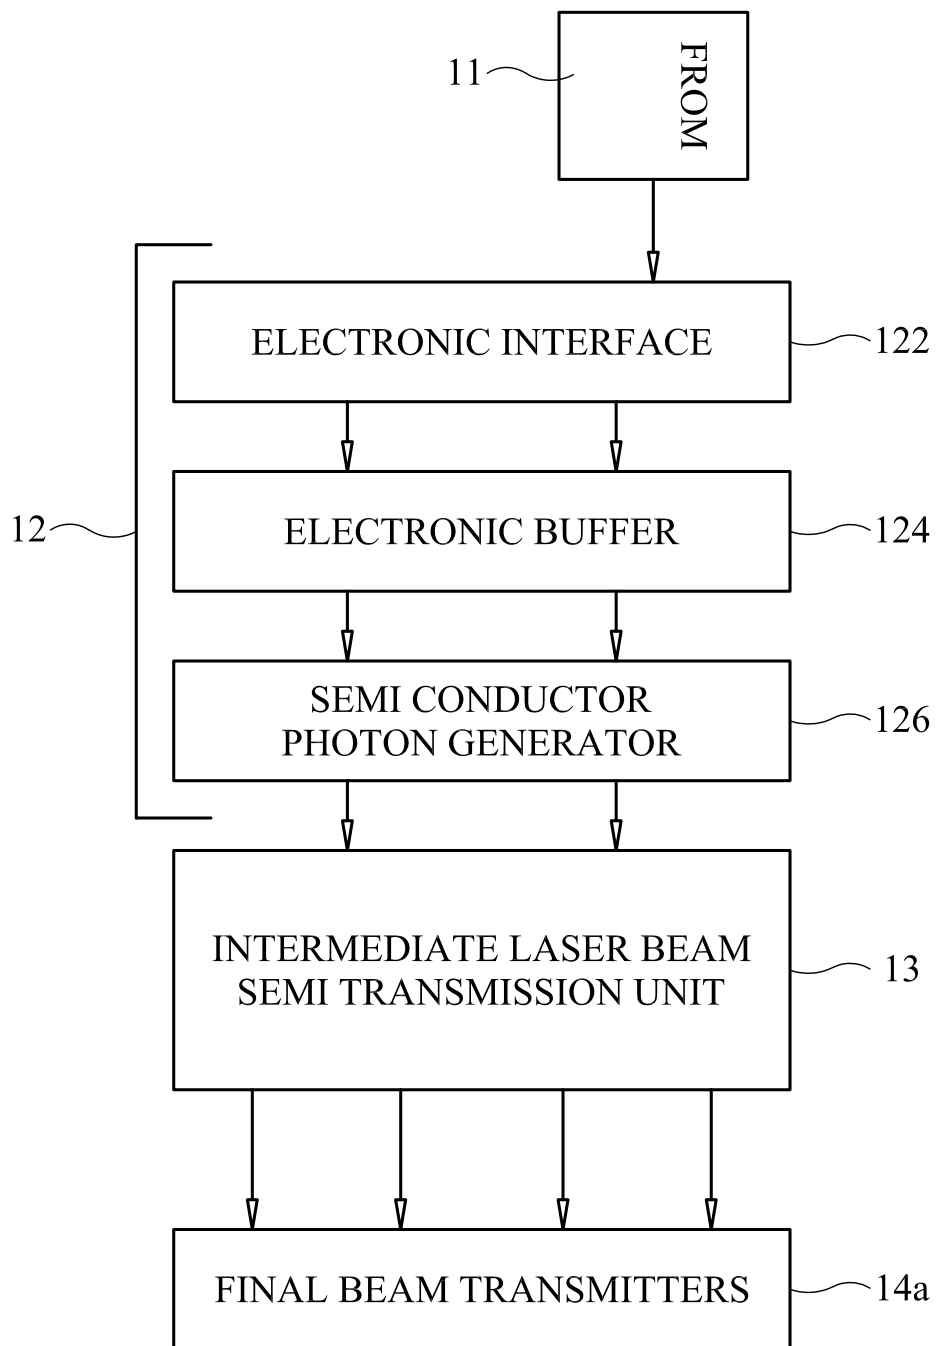 11
FROM
ELECTRONIC INTERFACE
122
12
ELECTRONIC BUFFER
124
SEMI CONDUCTOR
PHOTON GENERATOR
126
INTERMEDIATE LASER BEAM
SEMI TRANSMISSION UNIT
13
FINAL BEAM TRANSMITTERS
14a